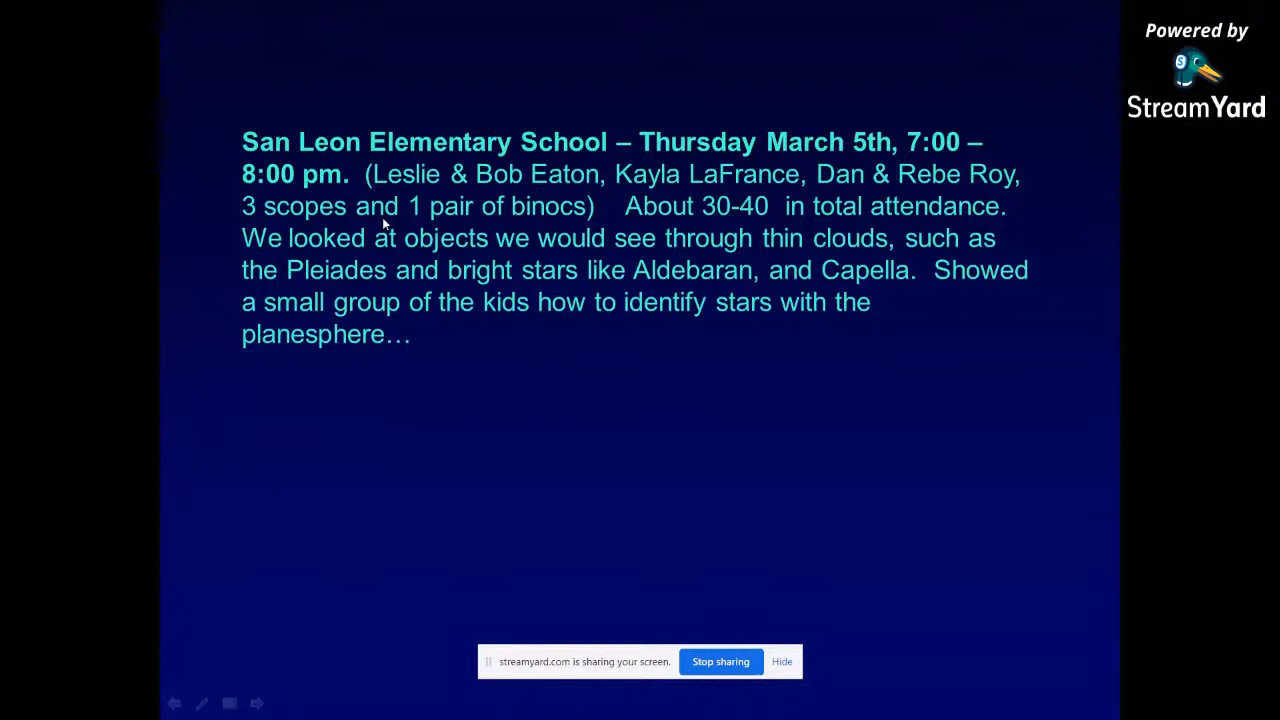 Powered by
StreamYard
San Leon Elementary School – Thursday March 5th, 7:00 –
8:00 pm.  (Leslie & Bob Eaton, Kayla LaFrance, Dan & Rebe Roy,
3 scopes and 1 pair of binocs)    About 30-40  in total attendance.
We looked at objects we would see through thin clouds, such as
the Pleiades and bright stars like Aldebaran, and Capella.  Showed
a small group of the kids how to identify stars with the
planesphere…
streamyard.com is sharing your screen. Stop sharing Hide